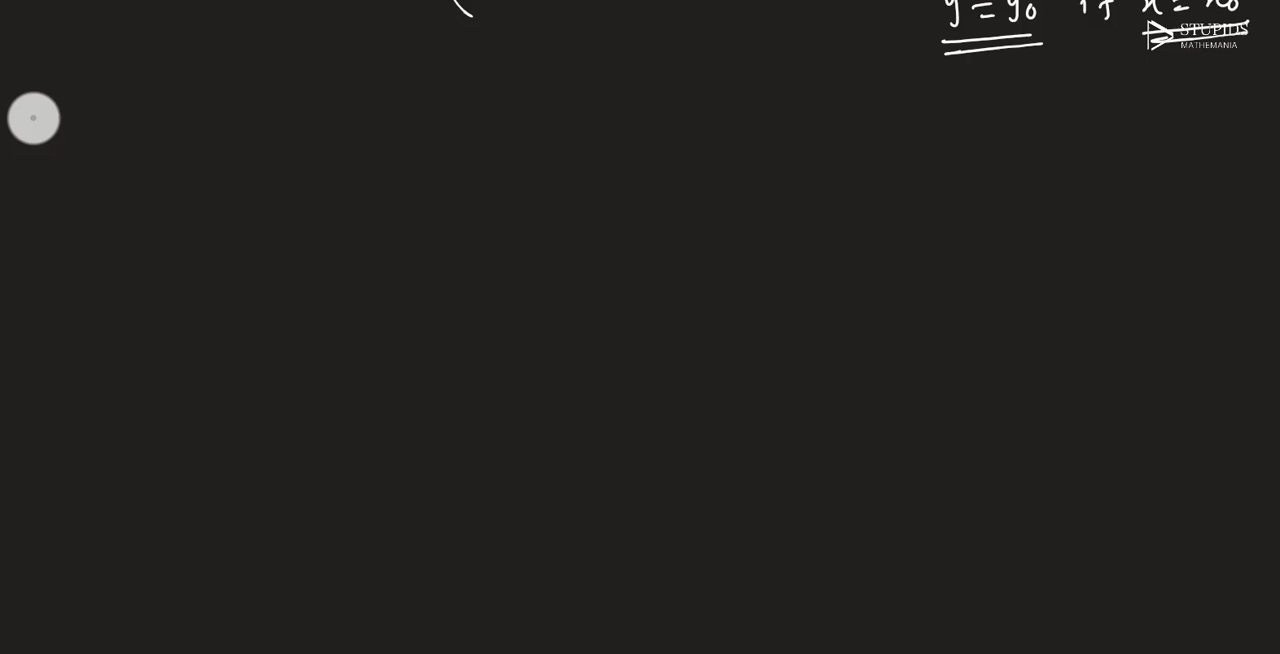 y = y₀ if x = x₀
STUPIDS
MATHEMANIA